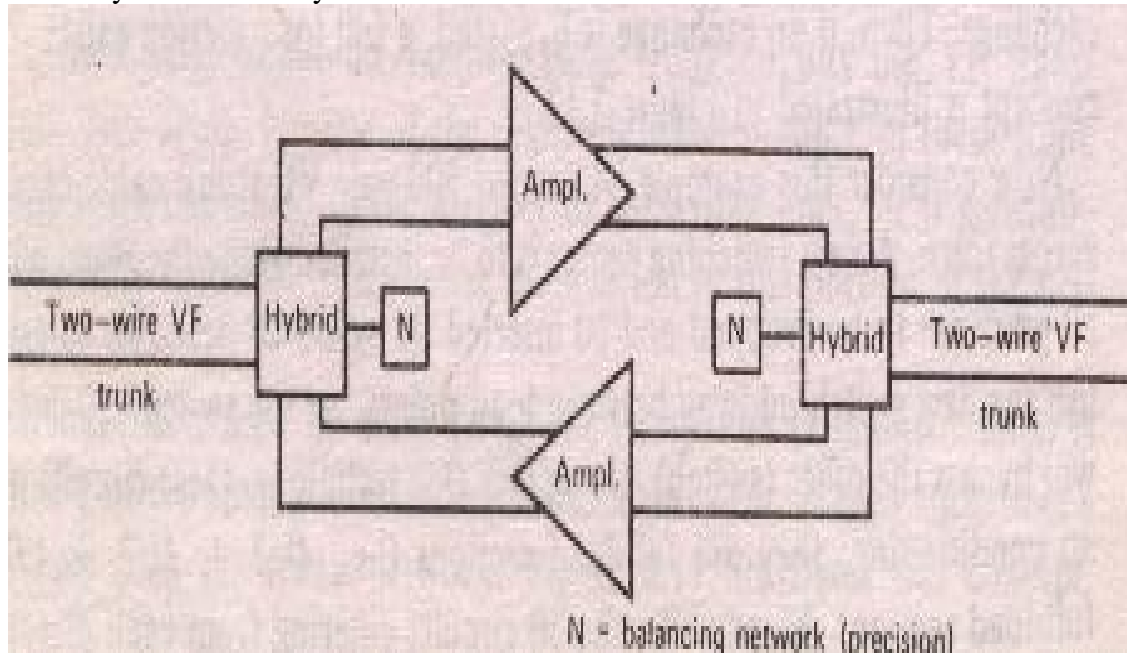 Ampl.
Two-wire VF
trunk
Hybrid
N
N
Hybrid
Two-wire VF
trunk
Ampl.
N = balancing network (precision)